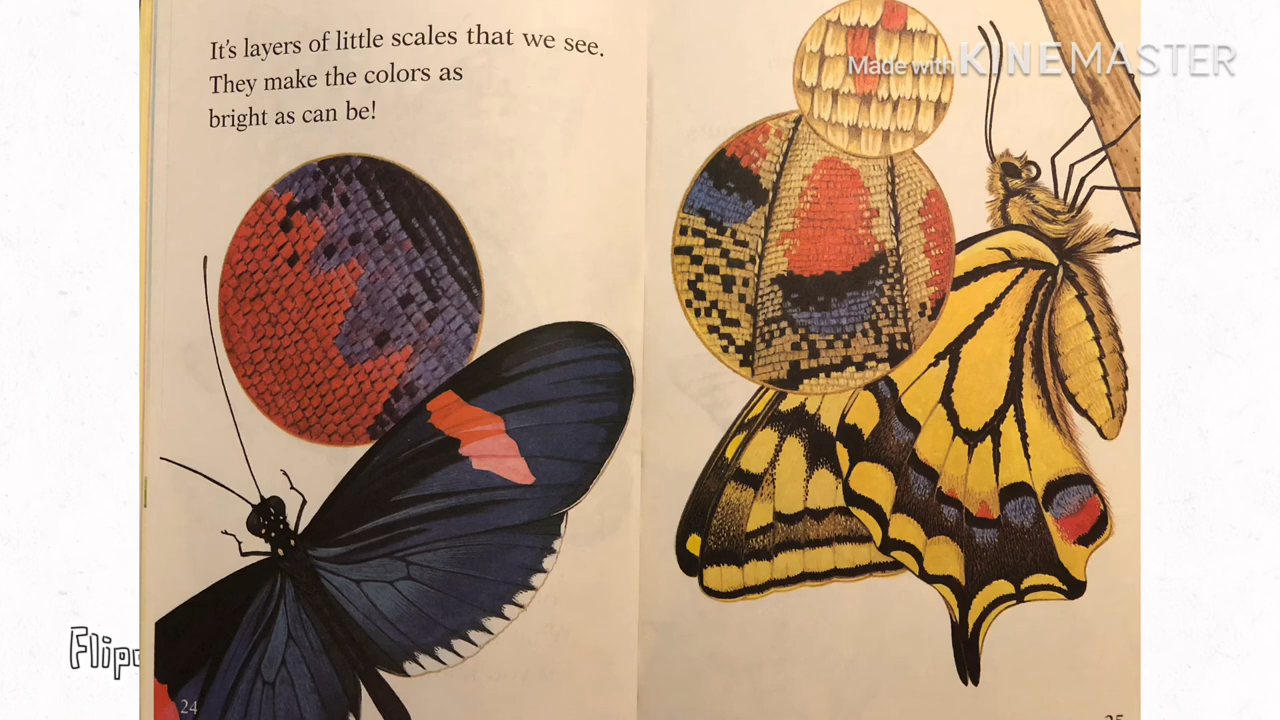 It's layers of little scales that we see.
They make the colors as
bright as can be!
Made with KINEMASTER
24